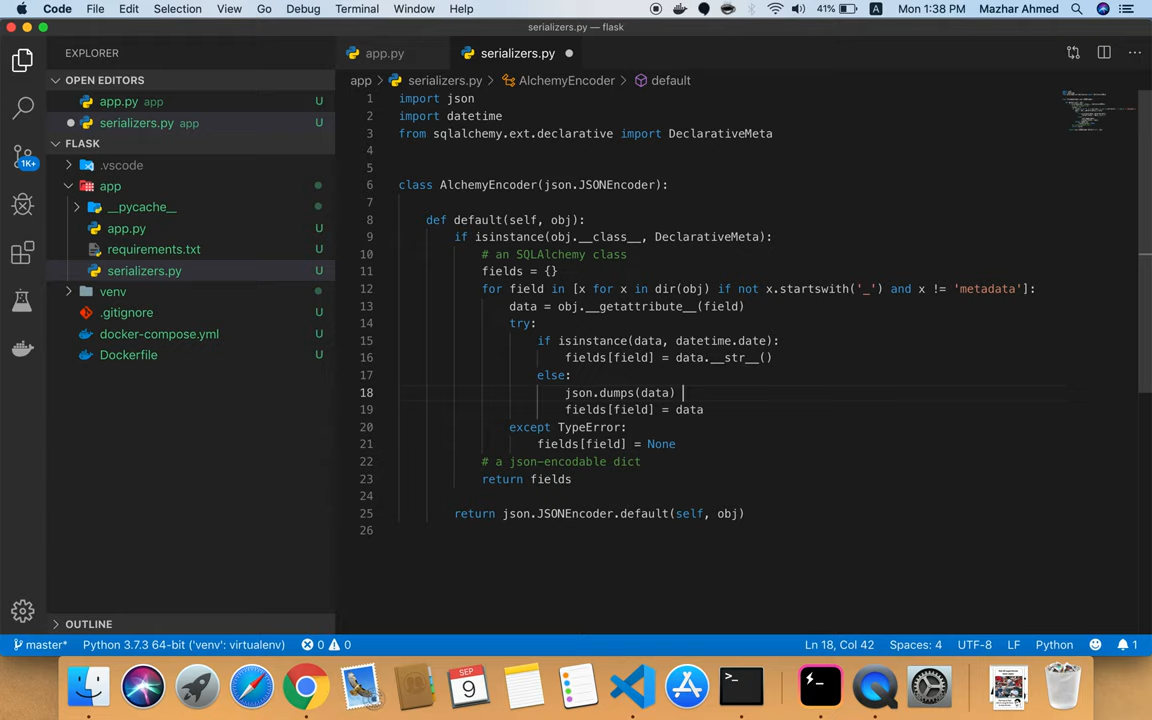 Code File Edit Selection View Go Debug Terminal Window Help 41% A Mon 1:38 PM Mazhar Ahmed
serializers.py — flask
EXPLORER
app.py
serializers.py
OPEN EDITORS
app > serializers.py > AlchemyEncoder > default
app.py app U
serializers.py app U
FLASK
.vscode
app
__pycache__
app.py U
requirements.txt U
serializers.py U
venv
.gitignore U
docker-compose.yml U
Dockerfile U
OUTLINE
1K+
1 import json
2 import datetime
3 from sqlalchemy.ext.declarative import DeclarativeMeta
4
5
6 class AlchemyEncoder(json.JSONEncoder):
7
8 def default(self, obj):
9 if isinstance(obj.__class__, DeclarativeMeta):
10 # an SQLAlchemy class
11 fields = {}
12 for field in [x for x in dir(obj) if not x.startswith('_') and x != 'metadata']:
13 data = obj.__getattribute__(field)
14 try:
15 if isinstance(data, datetime.date):
16 fields[field] = data.__str__()
17 else:
18 json.dumps(data)
19 fields[field] = data
20 except TypeError:
21 fields[field] = None
22 # a json-encodable dict
23 return fields
24
25 return json.JSONEncoder.default(self, obj)
26
master* Python 3.7.3 64-bit ('venv': virtualenv) 0 0 Ln 18, Col 42 Spaces: 4 UTF-8 LF Python 1
SEP
9